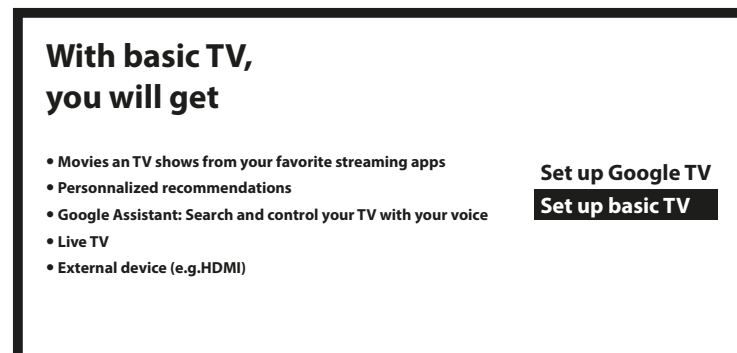 With basic TV,
you will get
• Movies an TV shows from your favorite streaming apps
• Personnalized recommendations
• Google Assistant: Search and control your TV with your voice
• Live TV
• External device (e.g.HDMI)
Set up Google TV
Set up basic TV